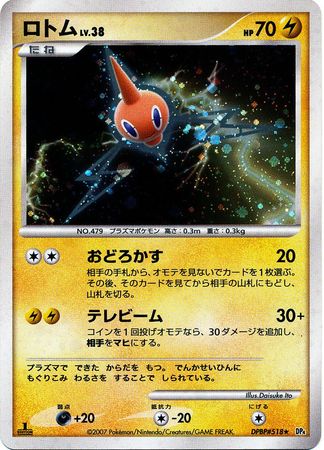 ロトム LV.38 HP 70
たね
NO.479 プラズマポケモン 高さ:0.3m 重さ:0.3kg
おどろかす 20
相手の手札から、オモテを見ないでカードを1枚選ぶ。
その後、そのカードを見てから相手の山札にもどし、
山札を切る。
テレビーム 30+
コインを1回投げオモテなら、30ダメージを追加し、
相手をマヒにする。
プラズマで できた からだを もつ。でんかせいひんに
もぐりこみ わるさを することで しられている。
Illus.Daisuke Ito
弱点 抵抗力 にげる
+20 -20
1 EDITION ©2007 Pokémon/Nintendo/Creatures/GAME FREAK. DPBP#518★ DP4